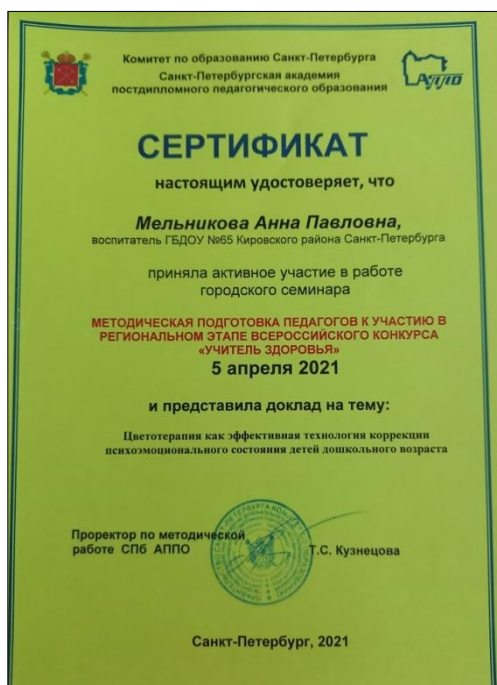 Комитет по образованию Санкт-Петербурга
Санкт-Петербургская академия
постдипломного педагогического образования
АППО
СЕРТИФИКАТ
настоящим удостоверяет, что
Мельникова Анна Павловна,
воспитатель ГБДОУ №65 Кировского района Санкт-Петербурга
приняла активное участие в работе
городского семинара
МЕТОДИЧЕСКАЯ ПОДГОТОВКА ПЕДАГОГОВ К УЧАСТИЮ В
РЕГИОНАЛЬНОМ ЭТАПЕ ВСЕРОССИЙСКОГО КОНКУРСА
«УЧИТЕЛЬ ЗДОРОВЬЯ»
5 апреля 2021
и представила доклад на тему:
Цветотерапия как эффективная технология коррекции
психоэмоционального состояния детей дошкольного возраста
Проректор по методической
работе СПб АППО
Т.С. Кузнецова
Санкт-Петербург, 2021